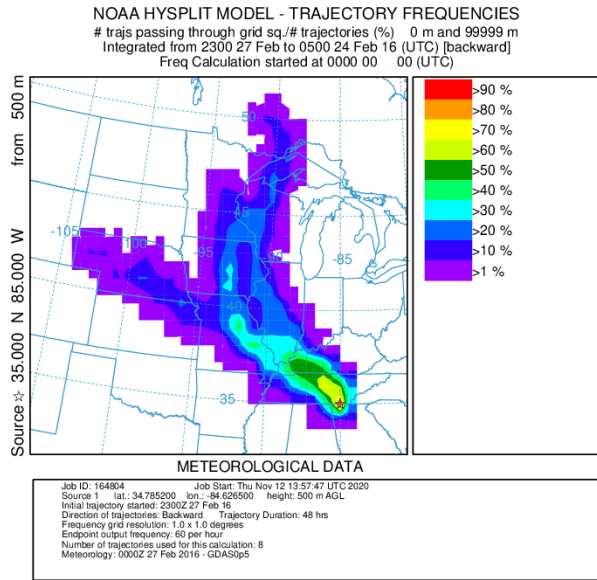 NOAA HYSPLIT MODEL - TRAJECTORY FREQUENCIES
# trajs passing through grid sq./# trajectories (%) 0 m and 99999 m
Integrated from 2300 27 Feb to 0500 24 Feb 16 (UTC) [backward]
Freq Calculation started at 0000 00 00 (UTC)
Source ☆ 35.000 N 85.000 W from 500 m
50
45
-105
-100
-95
-90
-85
40
35
>90 %
>80 %
>70 %
>60 %
>50 %
>40 %
>30 %
>20 %
>10 %
>1 %
METEOROLOGICAL DATA
Job ID: 164804 Job Start: Thu Nov 12 13:57:47 UTC 2020
Source 1 lat.: 34.785200 lon.: -84.626500 height: 500 m AGL
Initial trajectory started: 2300Z 27 Feb 16
Direction of trajectories: Backward Trajectory Duration: 48 hrs
Frequency grid resolution: 1.0 x 1.0 degrees
Endpoint output frequency: 60 per hour
Number of trajectories used for this calculation: 8
Meteorology: 0000Z 27 Feb 2016 - GDAS0p5